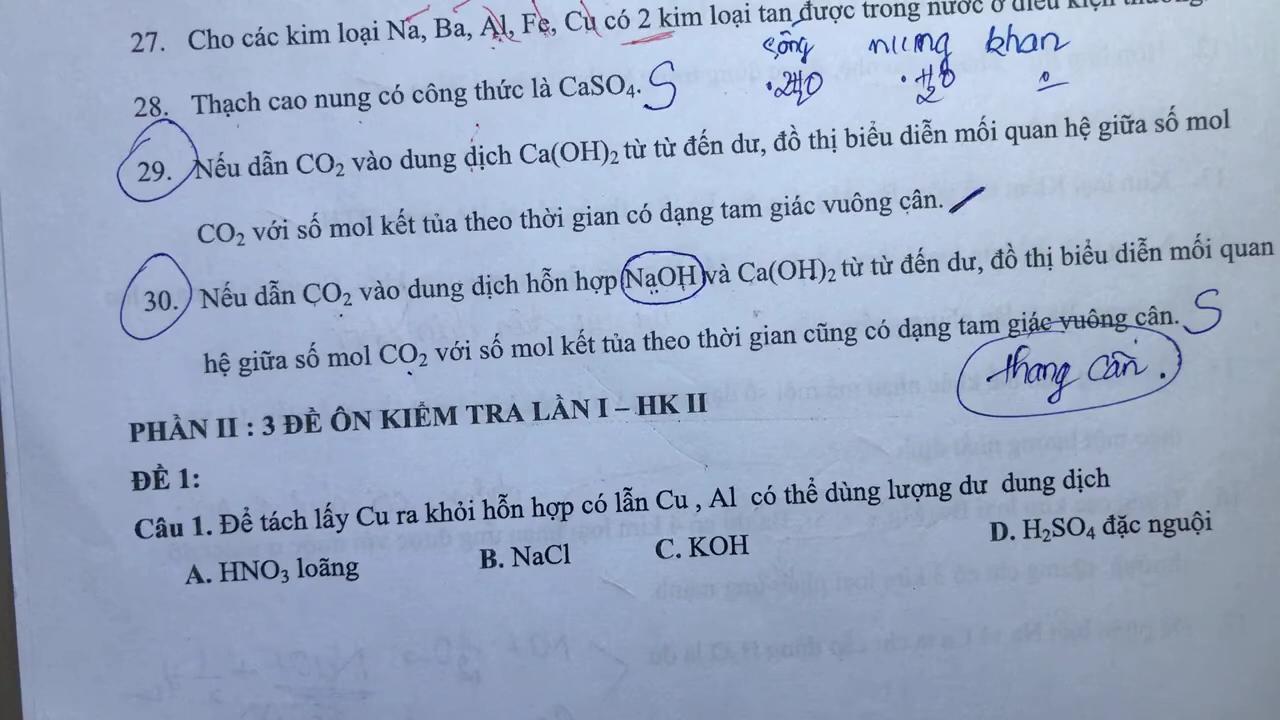 27. Cho các kim loại Na, Ba, Al, Fe, Cu có 2 kim loại tan được trong nước ở điều kiện thường.
sống nung khan
28. Thạch cao nung có công thức là CaSO₄. S .2H₂O .H₂O 0
29. Nếu dẫn CO₂ vào dung dịch Ca(OH)₂ từ từ đến dư, đồ thị biểu diễn mối quan hệ giữa số mol
CO₂ với số mol kết tủa theo thời gian có dạng tam giác vuông cân.
30. Nếu dẫn CO₂ vào dung dịch hỗn hợp NaOH và Ca(OH)₂ từ từ đến dư, đồ thị biểu diễn mối quan
hệ giữa số mol CO₂ với số mol kết tủa theo thời gian cũng có dạng tam giác vuông cân. S
thang cân.
PHẦN II : 3 ĐỀ ÔN KIỂM TRA LẦN I – HK II
ĐỀ 1:
Câu 1. Để tách lấy Cu ra khỏi hỗn hợp có lẫn Cu , Al có thể dùng lượng dư dung dịch
A. HNO₃ loãng B. NaCl C. KOH D. H₂SO₄ đặc nguội